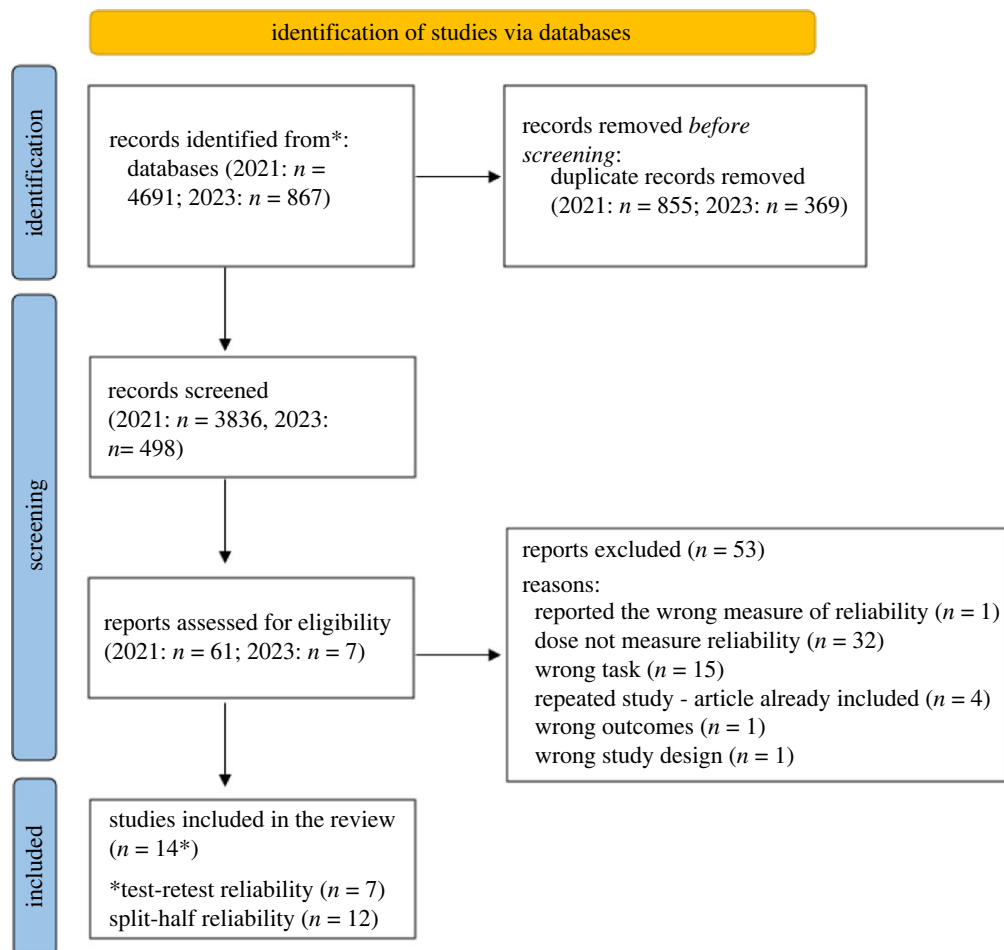 identification of studies via databases
identification
records identified from*:
databases (2021: n =
4691; 2023: n = 867)
records removed before
screening:
duplicate records removed
(2021: n = 855; 2023: n = 369)
screening
records screened
(2021: n = 3836, 2023:
n= 498)
reports assessed for eligibility
(2021: n = 61; 2023: n = 7)
reports excluded (n = 53)
reasons:
reported the wrong measure of reliability (n = 1)
dose not measure reliability (n = 32)
wrong task (n = 15)
repeated study - article already included (n = 4)
wrong outcomes (n = 1)
wrong study design (n = 1)
included
studies included in the review
(n = 14*)
*test-retest reliability (n = 7)
split-half reliability (n = 12)